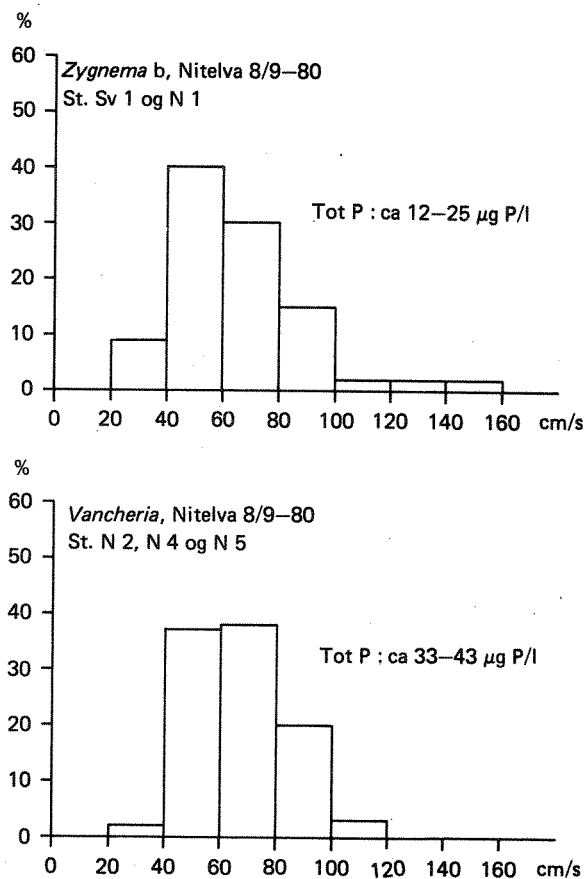 %
60
Zygnema b, Nitelva 8/9–80
St. Sv 1 og N 1
50
40
Tot P : ca 12–25 μg P/l
30
20
10
0
0 20 40 60 80 100 120 140 160 cm/s
%
60
Vancheria, Nitelva 8/9–80
St. N 2, N 4 og N 5
50
40
Tot P : ca 33–43 μg P/l
30
20
10
0
0 20 40 60 80 100 120 140 160 cm/s